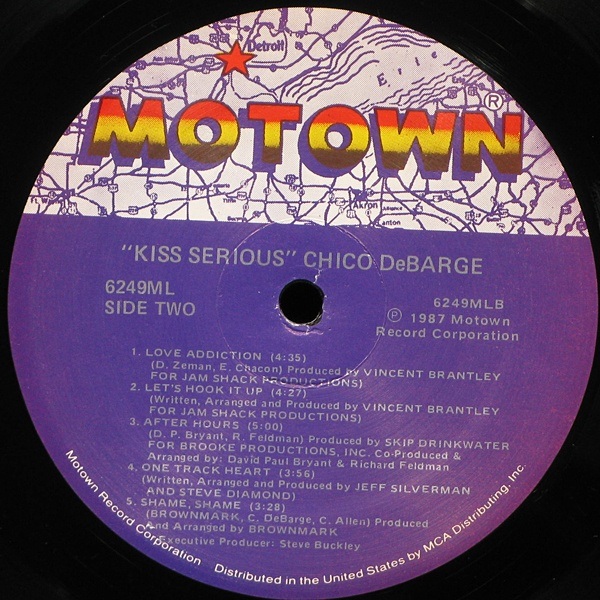 Detroit
Erie
MOTOWN®
Akron
Canton
"KISS SERIOUS" CHICO DeBARGE
6249ML
SIDE TWO
6249MLB
Ⓟ 1987 Motown
Record Corporation
1. LOVE ADDICTION (4:35)
(D. Zeman, E. Chacon) Produced by VINCENT BRANTLEY
FOR JAM SHACK PRODUCTIONS)
2. LET'S HOOK IT UP (4:27)
(Written, Arranged and Produced by VINCENT BRANTLEY
FOR JAM SHACK PRODUCTIONS)
3. AFTER HOURS (5:00)
(D. P. Bryant, R. Feldman) Produced by SKIP DRINKWATER
FOR BROOKE PRODUCTIONS, INC. Co-Produced &
Arranged by: David Paul Bryant & Richard Feldman
4. ONE TRACK HEART (3:56)
(Written, Arranged and Produced by JEFF SILVERMAN
AND STEVE DIAMOND)
5. SHAME, SHAME (3:28)
(BROWNMARK, C. DeBARGE, C. Allen) Produced
and Arranged by BROWNMARK
Executive Producer: Steve Buckley
Motown Record Corporation Distributed in the United States by MCA Distributing, Inc.